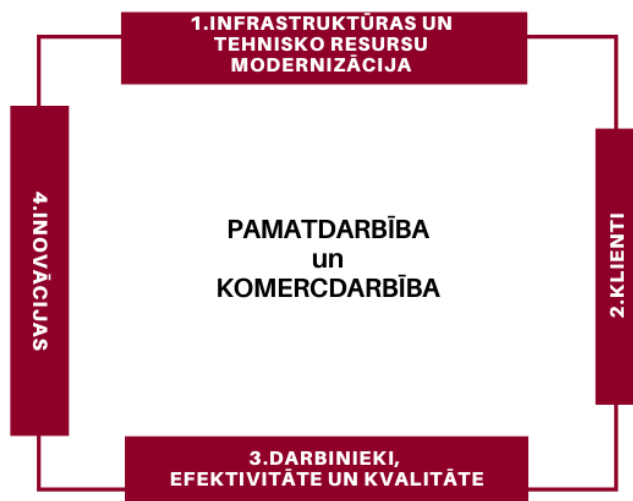 1.INFRASTRUKTŪRAS UN
TEHNISKO RESURSU
MODERNIZĀCIJA
4.INOVĀCIJAS
PAMATDARBĪBA
un
KOMERCDARBĪBA
2.KLIENTI
3.DARBINIEKI,
EFEKTIVITĀTE UN KVALITĀTE